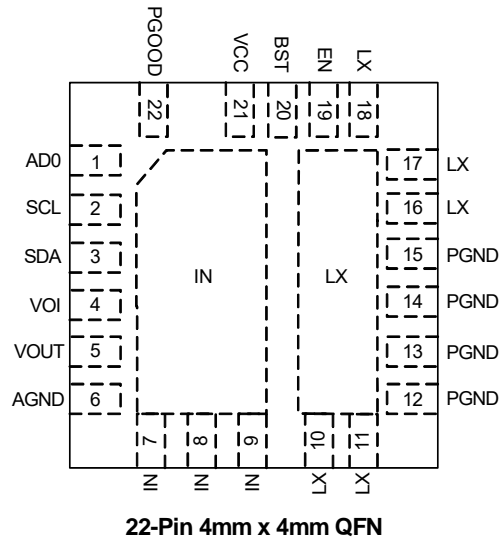 PGOOD
VCC
BST
EN
LX
22
21
20
19
18
AD0
1
17
LX
SCL
2
16
LX
SDA
3
15
PGND
IN
LX
VOI
4
14
PGND
VOUT
5
13
PGND
AGND
6
12
PGND
7
8
9
10
11
IN
IN
IN
LX
LX
22-Pin 4mm x 4mm QFN